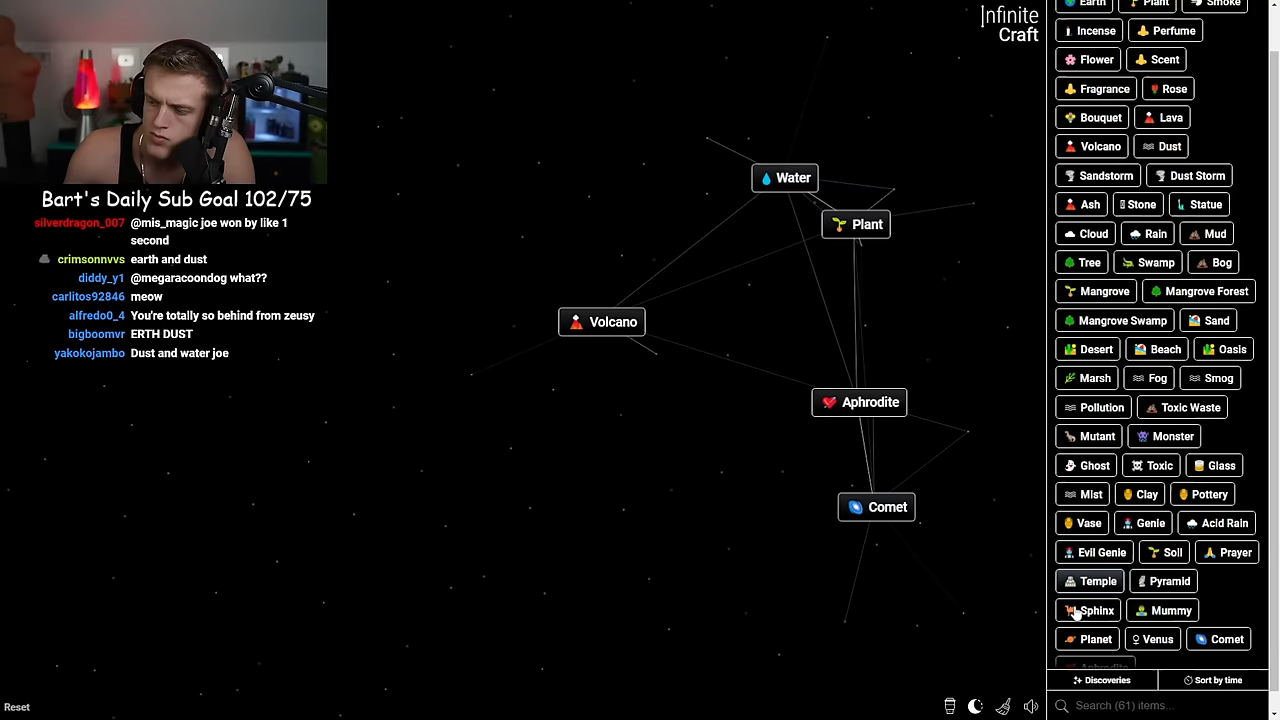 Infinite
Craft
Earth Plant Smoke
Incense Perfume
Flower Scent
Fragrance Rose
Bouquet Lava
Volcano Dust
Sandstorm Dust Storm
Ash Stone Statue
Cloud Rain Mud
Tree Swamp Bog
Mangrove Mangrove Forest
Mangrove Swamp Sand
Desert Beach Oasis
Marsh Fog Smog
Pollution Toxic Waste
Mutant Monster
Ghost Toxic Glass
Mist Clay Pottery
Vase Genie Acid Rain
Evil Genie Soil Prayer
Temple Pyramid
Sphinx Mummy
Planet Venus Comet
Aphrodite
Discoveries Sort by time
Search (61) items...
Water
Plant
Volcano
Aphrodite
Comet
Bart's Daily Sub Goal 102/75
silverdragon_007 @mis_magic joe won by like 1
second
crimsonnvvs earth and dust
diddy_y1 @megaracoondog what??
carlitos92846 meow
alfredo0_4 You're totally so behind from zeusy
bigboomvr ERTH DUST
yakokojambo Dust and water joe
Reset